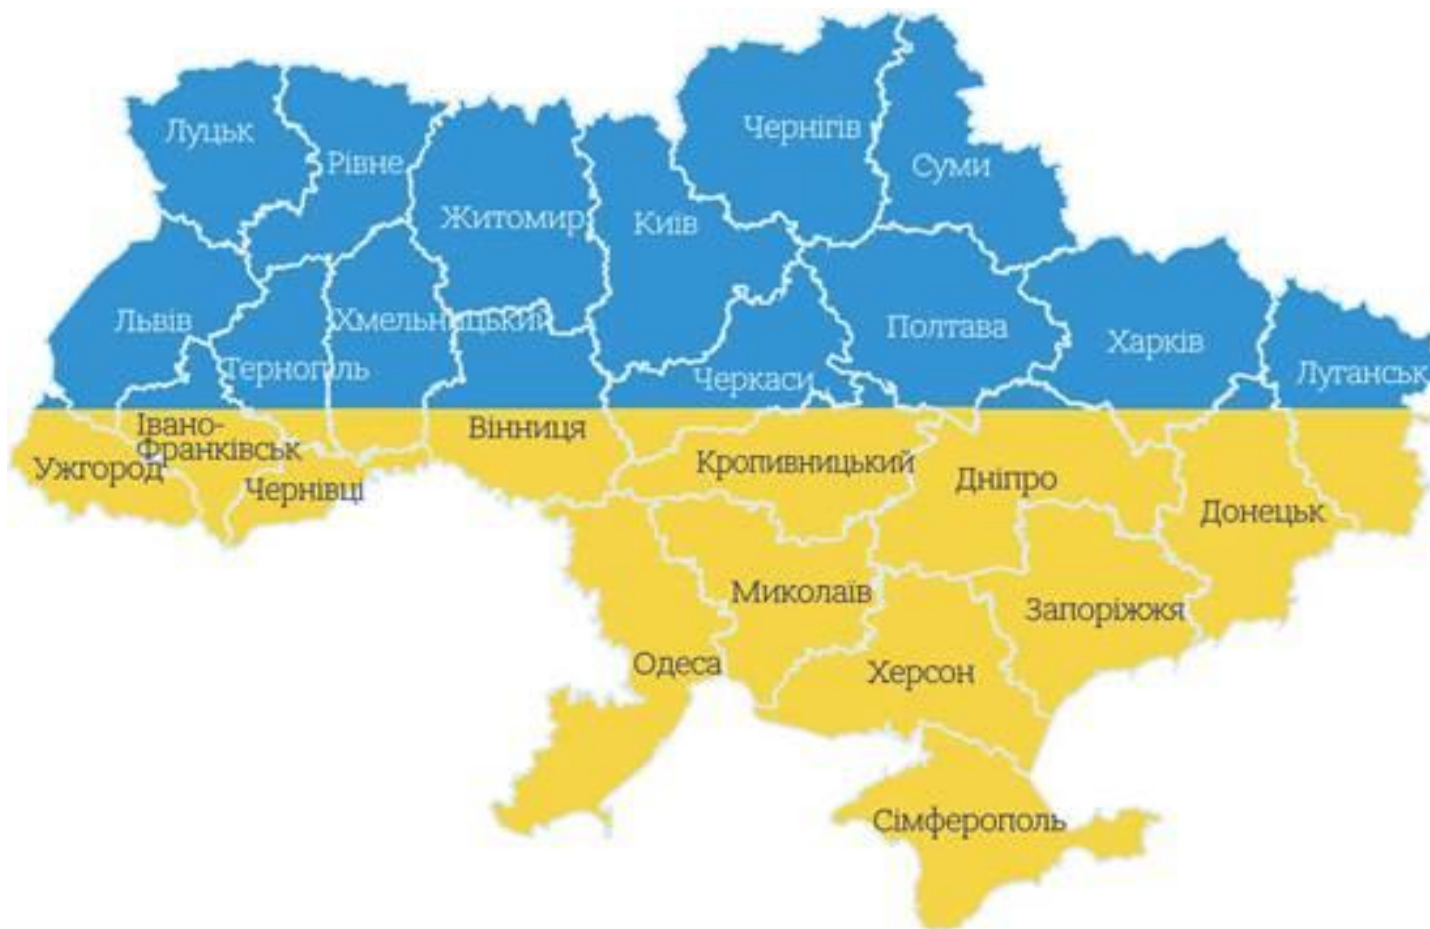 Луцьк
Рівне
Чернігів
Суми
Житомир
Київ
Львів
Хмельницький
Тернопіль
Полтава
Харків
Черкаси
Луганськ
Івано-
Франківськ
Вінниця
Ужгород
Чернівці
Кропивницький
Дніпро
Донецьк
Миколаїв
Запоріжжя
Одеса
Херсон
Сімферополь